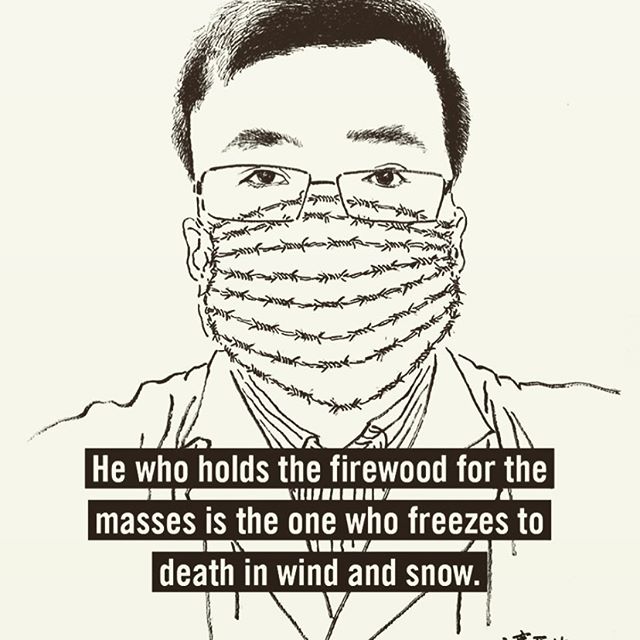 He who holds the firewood for the
masses is the one who freezes to
death in wind and snow.